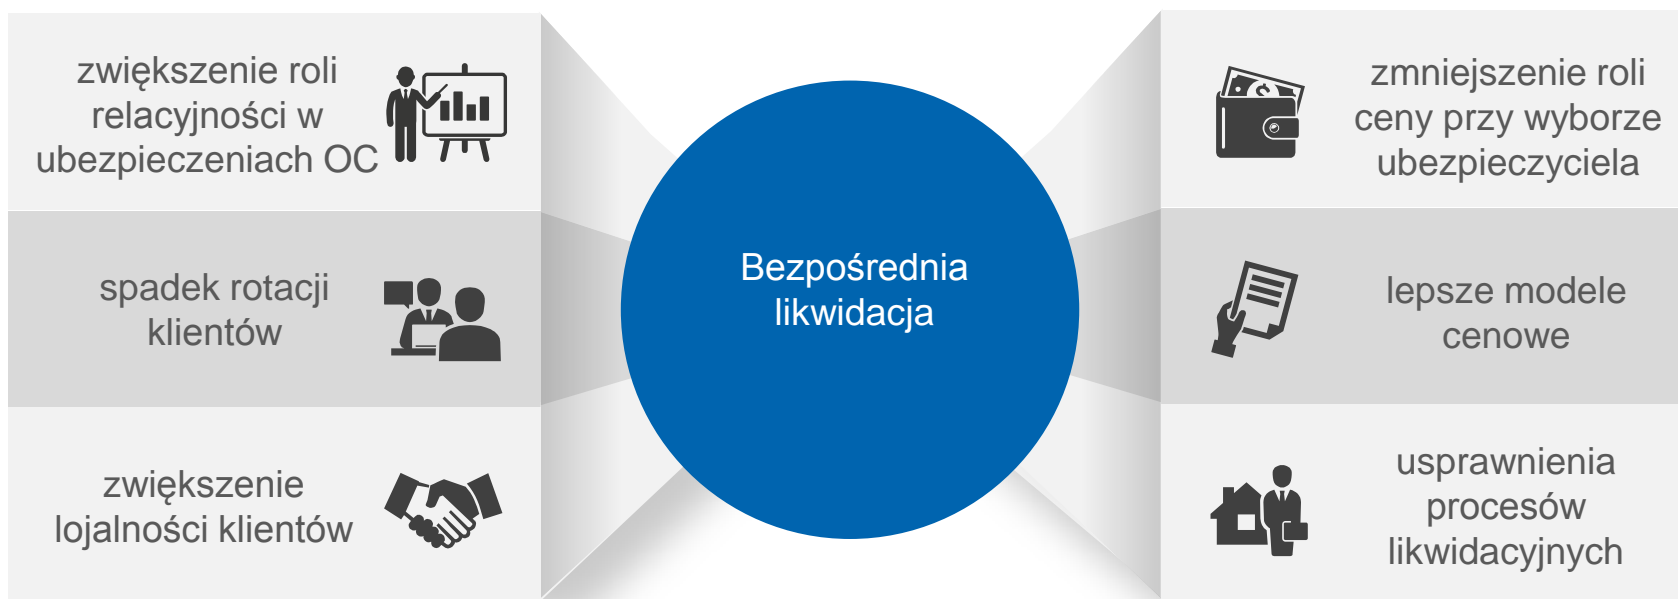 zwiększenie roli
relacyjności w
ubezpieczeniach OC
spadek rotacji
klientów
zwiększenie
lojalności klientów
Bezpośrednia
likwidacja
zmniejszenie roli
ceny przy wyborze
ubezpieczyciela
lepsze modele
cenowe
usprawnienia
procesów
likwidacyjnych